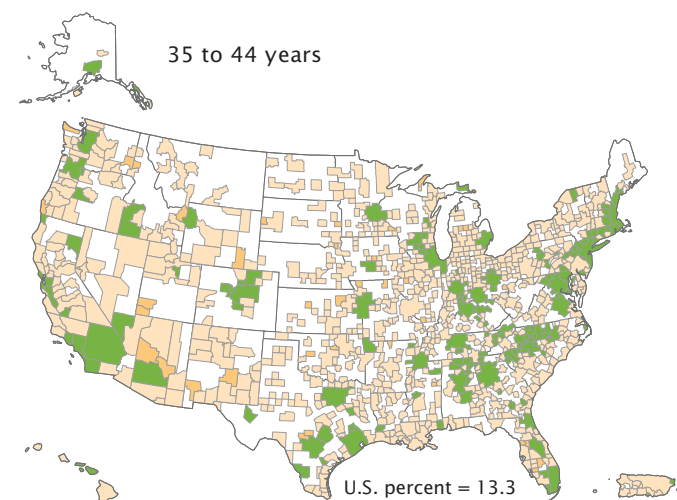 35 to 44 years
U.S. percent = 13.3